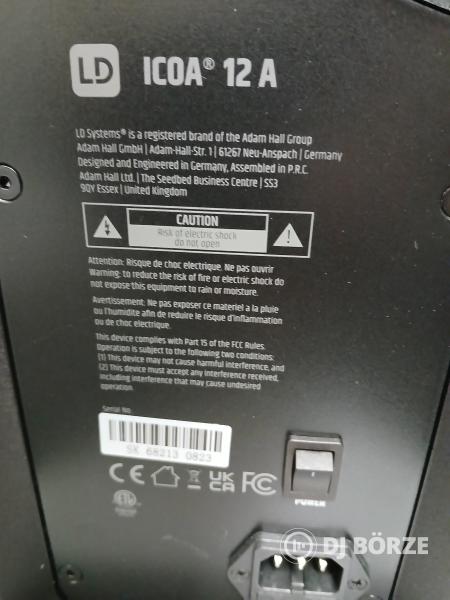 LD ICOA® 12 A
LD Systems® is a registered brand of the Adam Hall Group
Adam Hall GmbH | Adam-Hall-Str. 1 | 61267 Neu-Anspach | Germany
Designed and Engineered in Germany, Assembled in P.R.C.
Adam Hall Ltd. | The Seedbed Business Centre | SS3
9QY Essex | United Kingdom
CAUTION
Risk of electric shock
do not open
Attention: Risque de choc electrique. Ne pas ouvrir
Warning: to reduce the risk of fire or electric shock do
not expose this equipment to rain or moisture.
Avertissement: Ne pas exposer ce materiel a la pluie
ou l'humidite afin de reduire le risque d'inflammation
ou de choc electrique.
This device complies with Part 15 of the FCC Rules.
Operation is subject to the following two conditions:
(1) This device may not cause harmful interference, and
(2) This device must accept any interference received,
including interference that may cause undesired
operation.
Serial No.
SK 68213 0823
CE UK CA FC
POWER
DJ BÖRZE